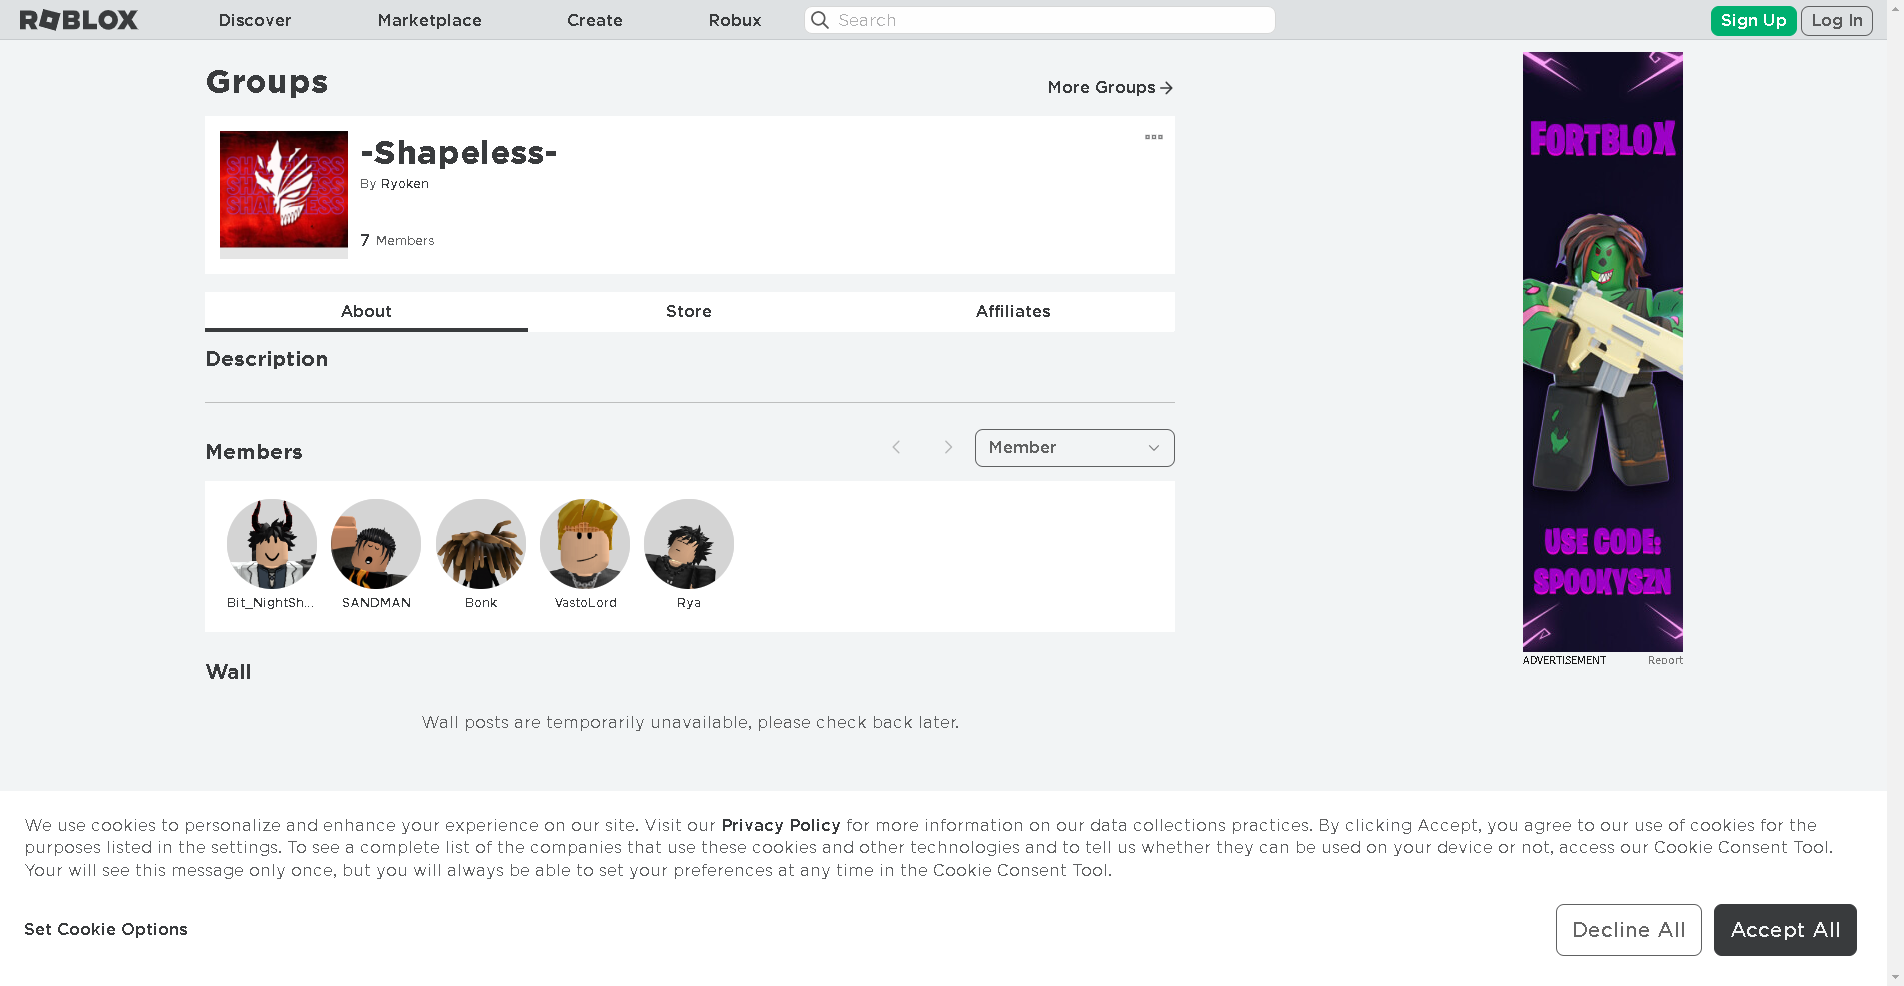 ROBLOX Discover Marketplace Create Robux Search Sign Up Log In
Groups
More Groups
-Shapeless-
By Ryoken
7 Members
SHAPELESS
SHAPELESS
SHAPELESS
About Store Affiliates
Description
Members
Member
Bit_NightSh... SANDMAN Bonk VastoLord Rya
Wall
Wall posts are temporarily unavailable, please check back later.
FORTBLOX
USE CODE:
SPOOKYSZN
ADVERTISEMENT Report
We use cookies to personalize and enhance your experience on our site. Visit our Privacy Policy for more information on our data collections practices. By clicking Accept, you agree to our use of cookies for the
purposes listed in the settings. To see a complete list of the companies that use these cookies and other technologies and to tell us whether they can be used on your device or not, access our Cookie Consent Tool.
Your will see this message only once, but you will always be able to set your preferences at any time in the Cookie Consent Tool.
Set Cookie Options
Decline All Accept All